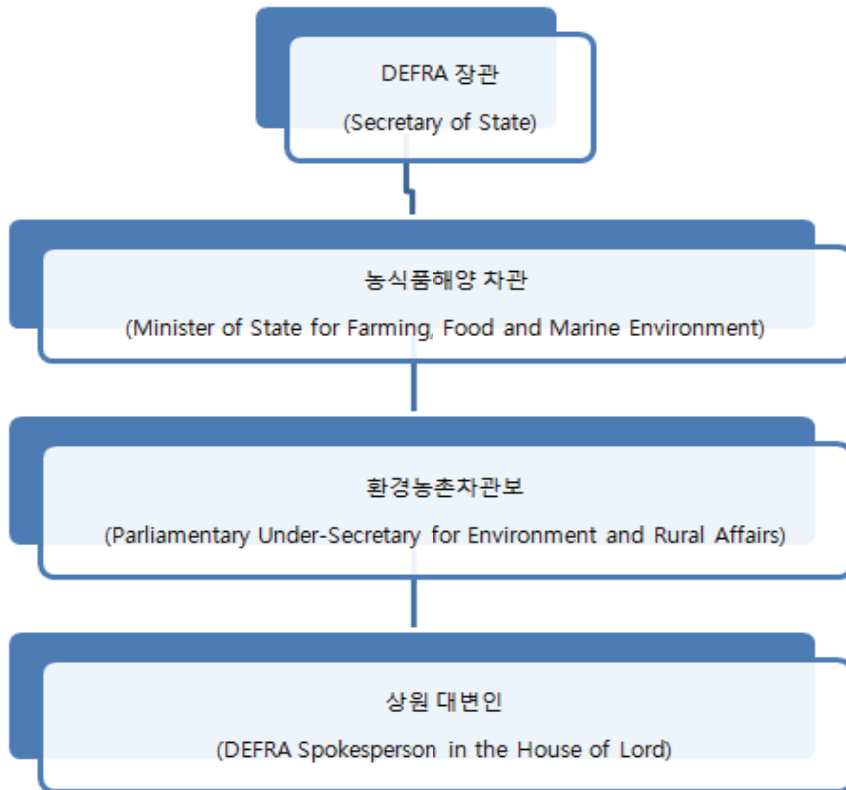 DEFRA 장관
(Secretary of State)
농식품해양 차관
(Minister of State for Farming, Food and Marine Environment)
환경농촌차관보
(Parliamentary Under-Secretary for Environment and Rural Affairs)
상원 대변인
(DEFRA Spokesperson in the House of Lord)